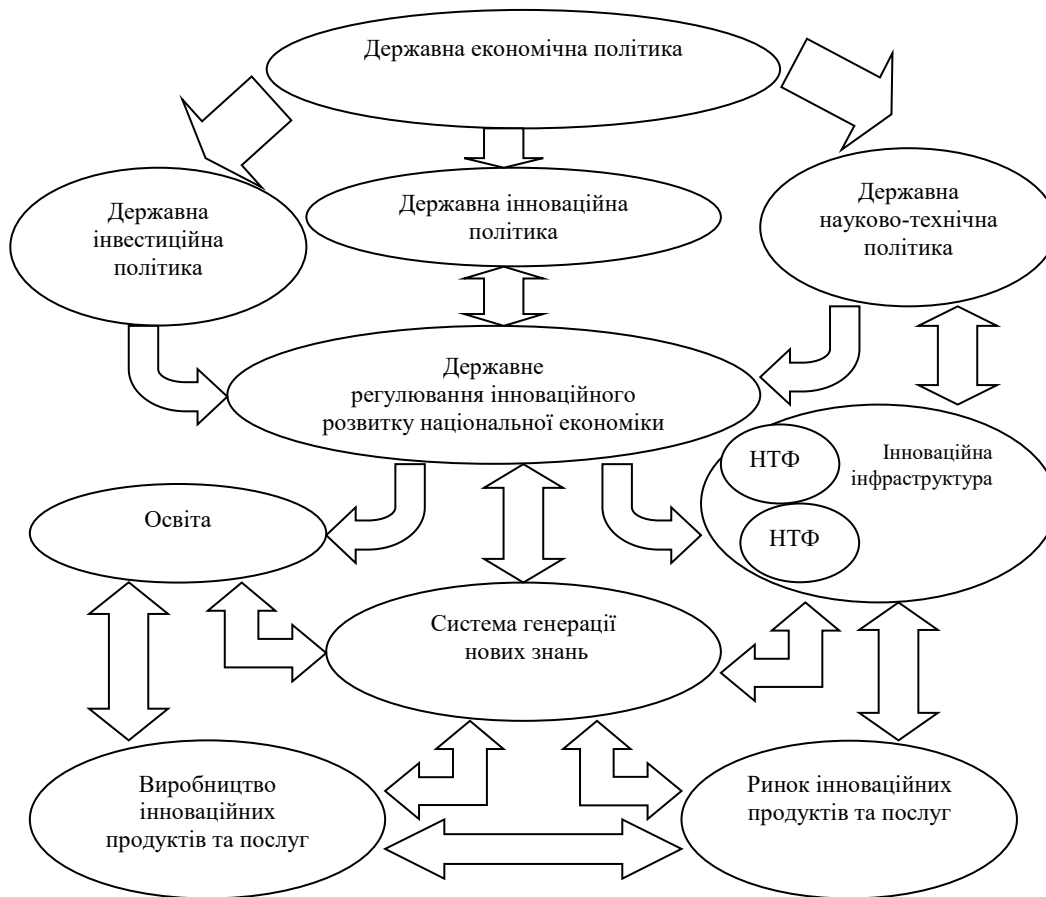 Державна економічна політика
Державна
інвестиційна
політика
Державна інноваційна
політика
Державна
науково-технічна
політика
Державне
регулювання інноваційного
розвитку національної економіки
НТФ
Інноваційна
інфраструктура
НТФ
Освіта
Система генерації
нових знань
Виробництво
інноваційних
продуктів та послуг
Ринок інноваційних
продуктів та послуг